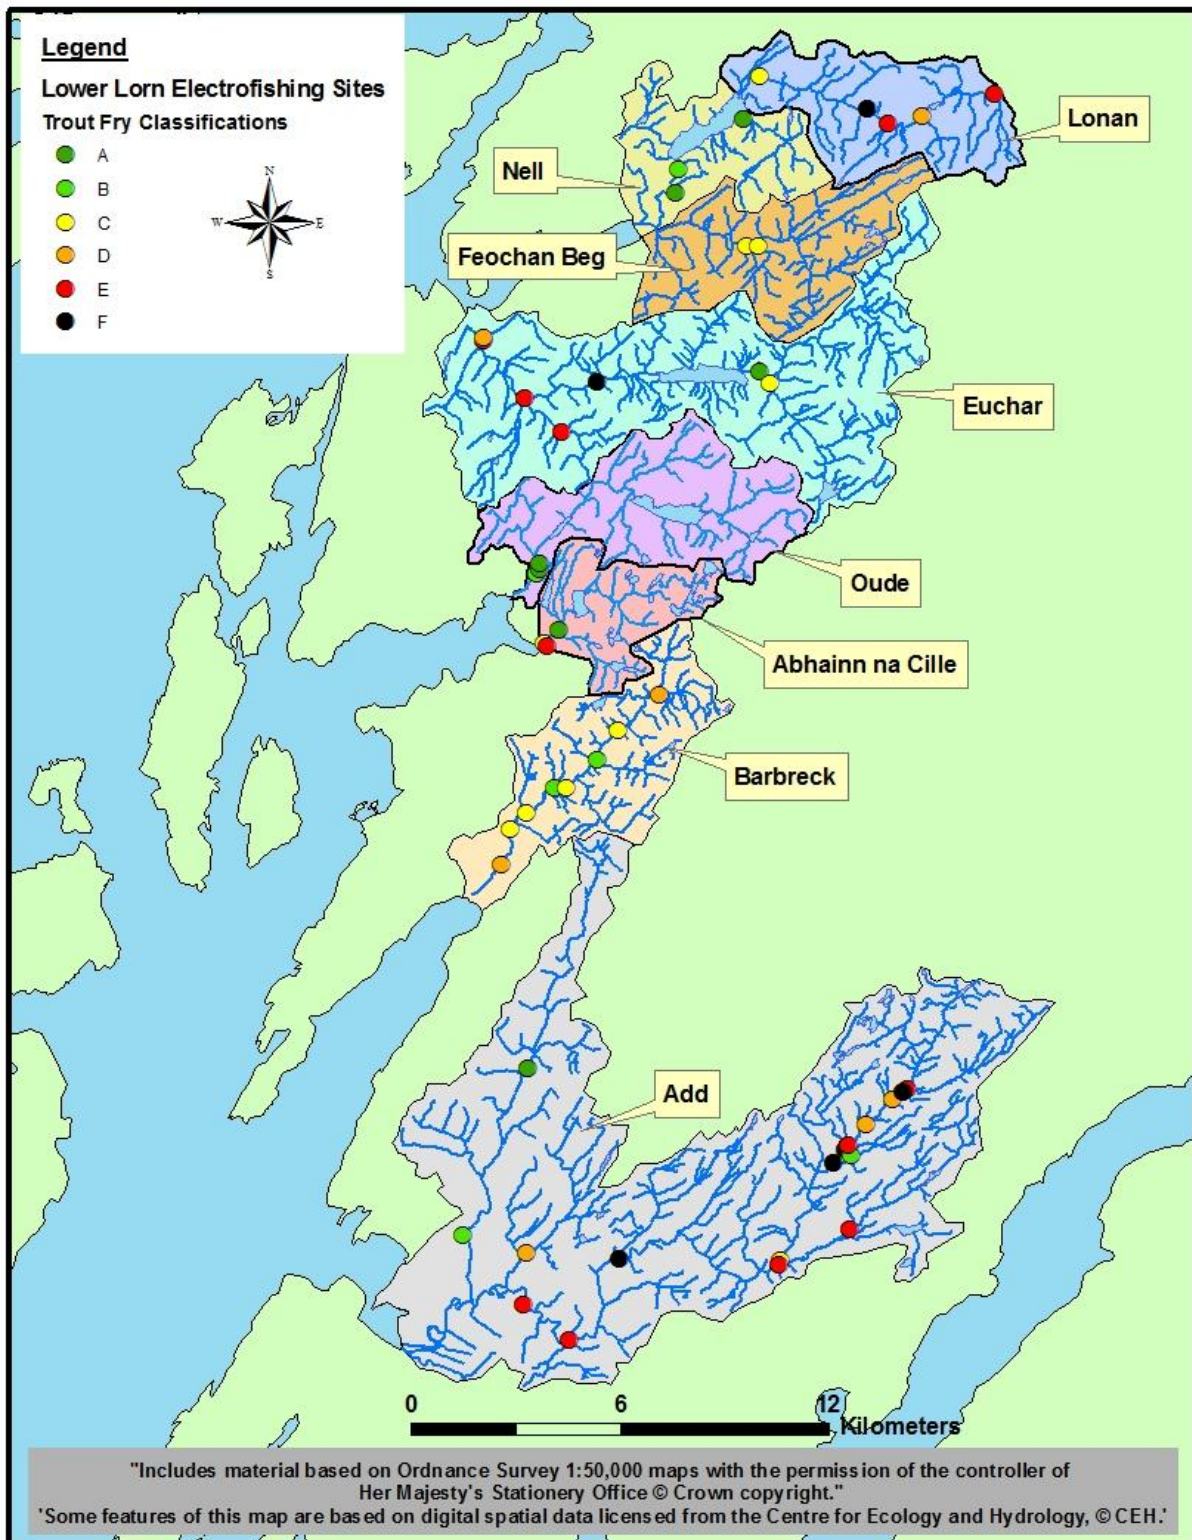 Legend
Lower Lorn Electrofishing Sites
Trout Fry Classifications
A
B
C
D
E
F
N
W
E
S
Lonan
Nell
Feochan Beg
Euchar
Oude
Abhainn na Cille
Barbreck
Add
0 6 12
Kilometers
"Includes material based on Ordnance Survey 1:50,000 maps with the permission of the controller of
Her Majesty's Stationery Office © Crown copyright."
'Some features of this map are based on digital spatial data licensed from the Centre for Ecology and Hydrology, © CEH.'